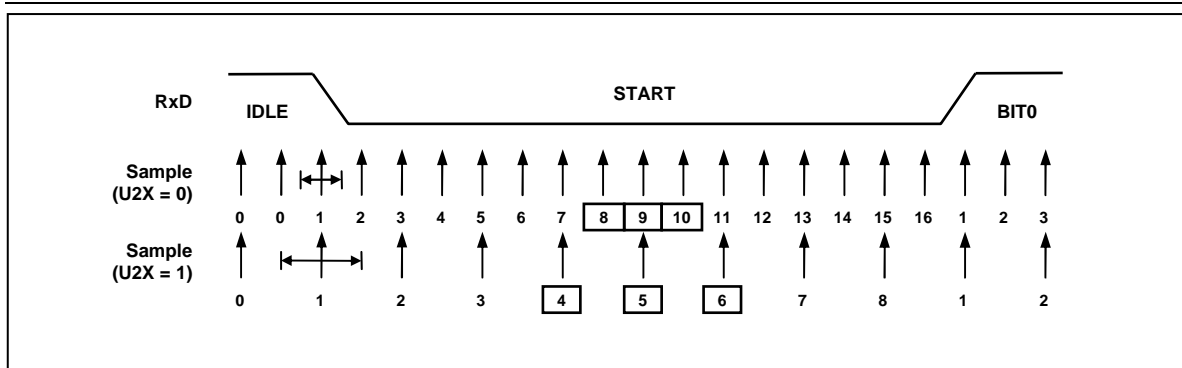 RxD
IDLE
START
BIT0
Sample
(U2X = 0)
0 0 1 2 3 4 5 6 7 8 9 10 11 12 13 14 15 16 1 2 3
Sample
(U2X = 1)
0 1 2 3 4 5 6 7 8 1 2